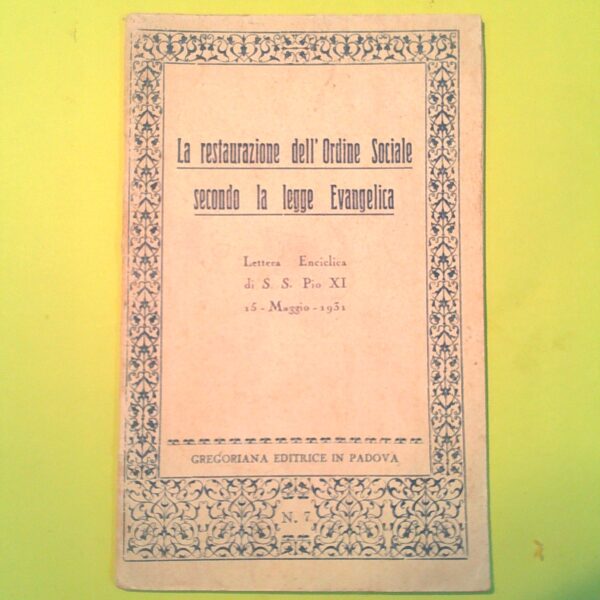 La restaurazione dell'Ordine Sociale
secondo la legge Evangelica
Lettera Enciclica
di S. S. Pio XI
15 - Maggio - 1931
GREGORIANA EDITRICE IN PADOVA
N. 7